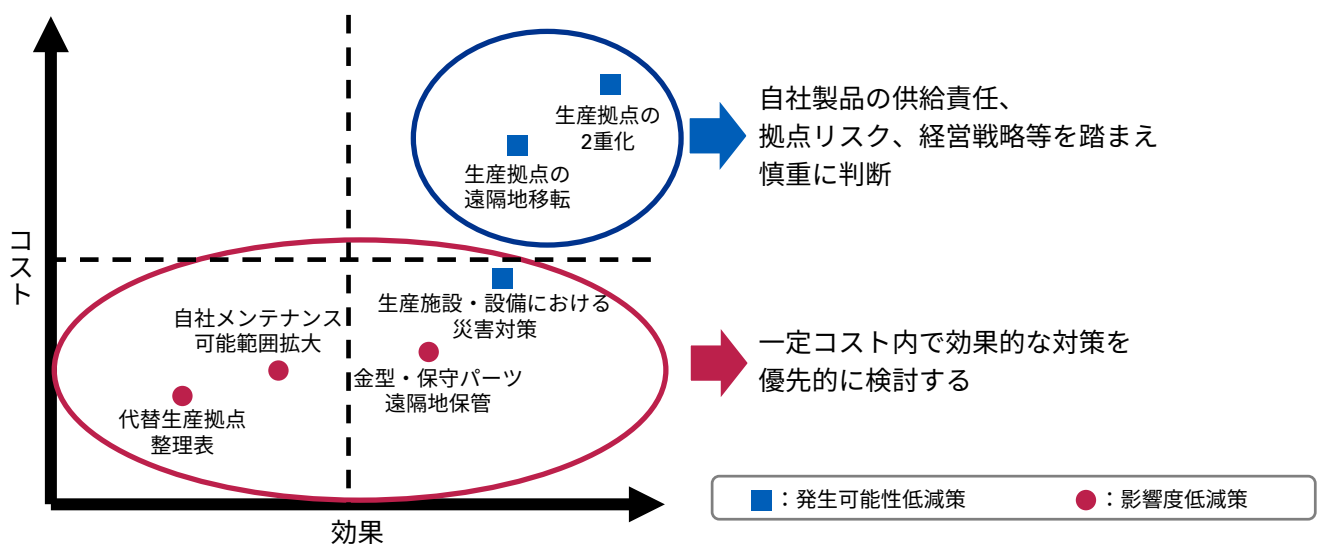 コスト
生産拠点の
2重化
生産拠点の
遠隔地移転
自社製品の供給責任、
拠点リスク、経営戦略等を踏まえ
慎重に判断
生産施設・設備における
災害対策
自社メンテナンス
可能範囲拡大
金型・保守パーツ
遠隔地保管
代替生産拠点
整理表
一定コスト内で効果的な対策を
優先的に検討する
効果
:発生可能性低減策
:影響度低減策